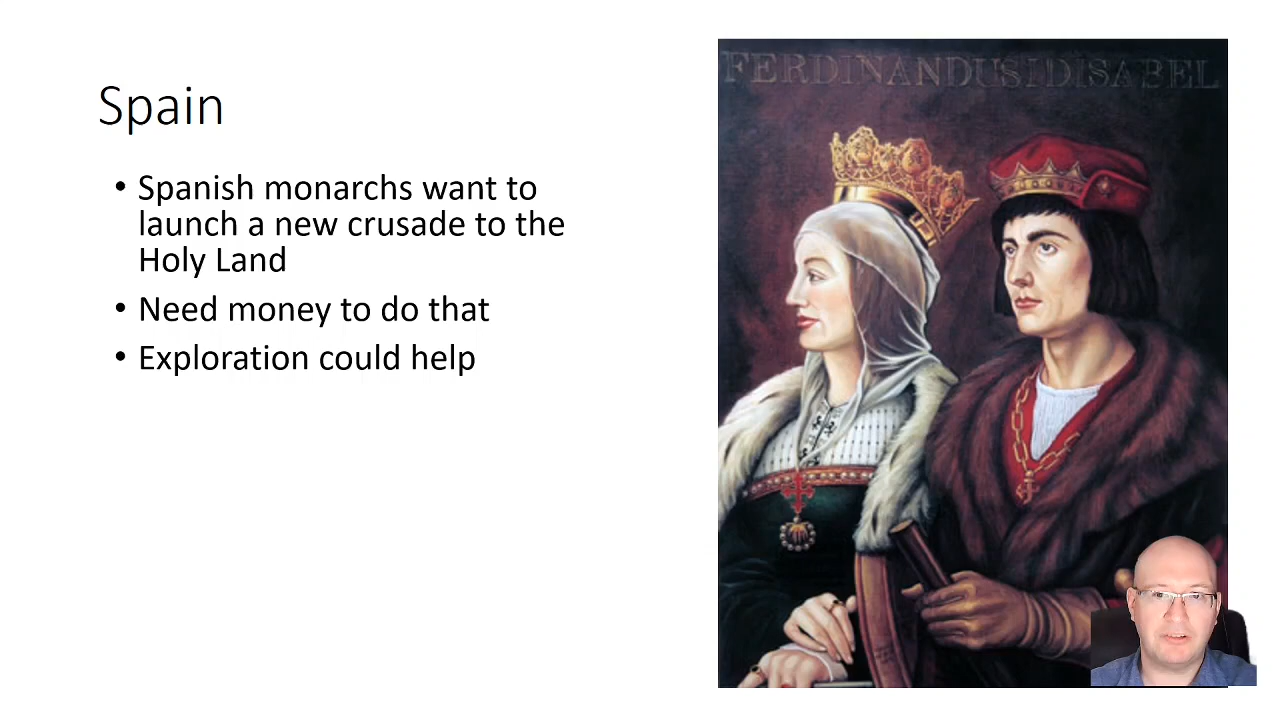 Spain
• Spanish monarchs want to
launch a new crusade to the
Holy Land
• Need money to do that
• Exploration could help
FERDINANDUS